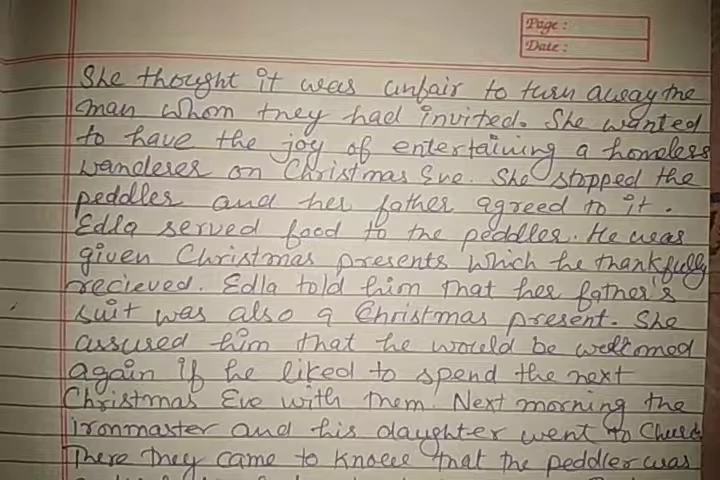 Page :
Date :
She thought it was unfair to turn away the
man whom they had invited. She wanted
to have the joy of entertaining a homeless
wanderer on Christmas Eve. She stopped the
peddler and her father agreed to it.
Edla served food to the peddler. He was
given Christmas presents which he thankfully
recieved. Edla told him that her father's
suit was also a Christmas present. She
assured him that he would be welcomed
again if he liked to spend the next
Christmas Eve with them. Next morning the
ironmaster and his daughter went to
There they came to know that the peddler was